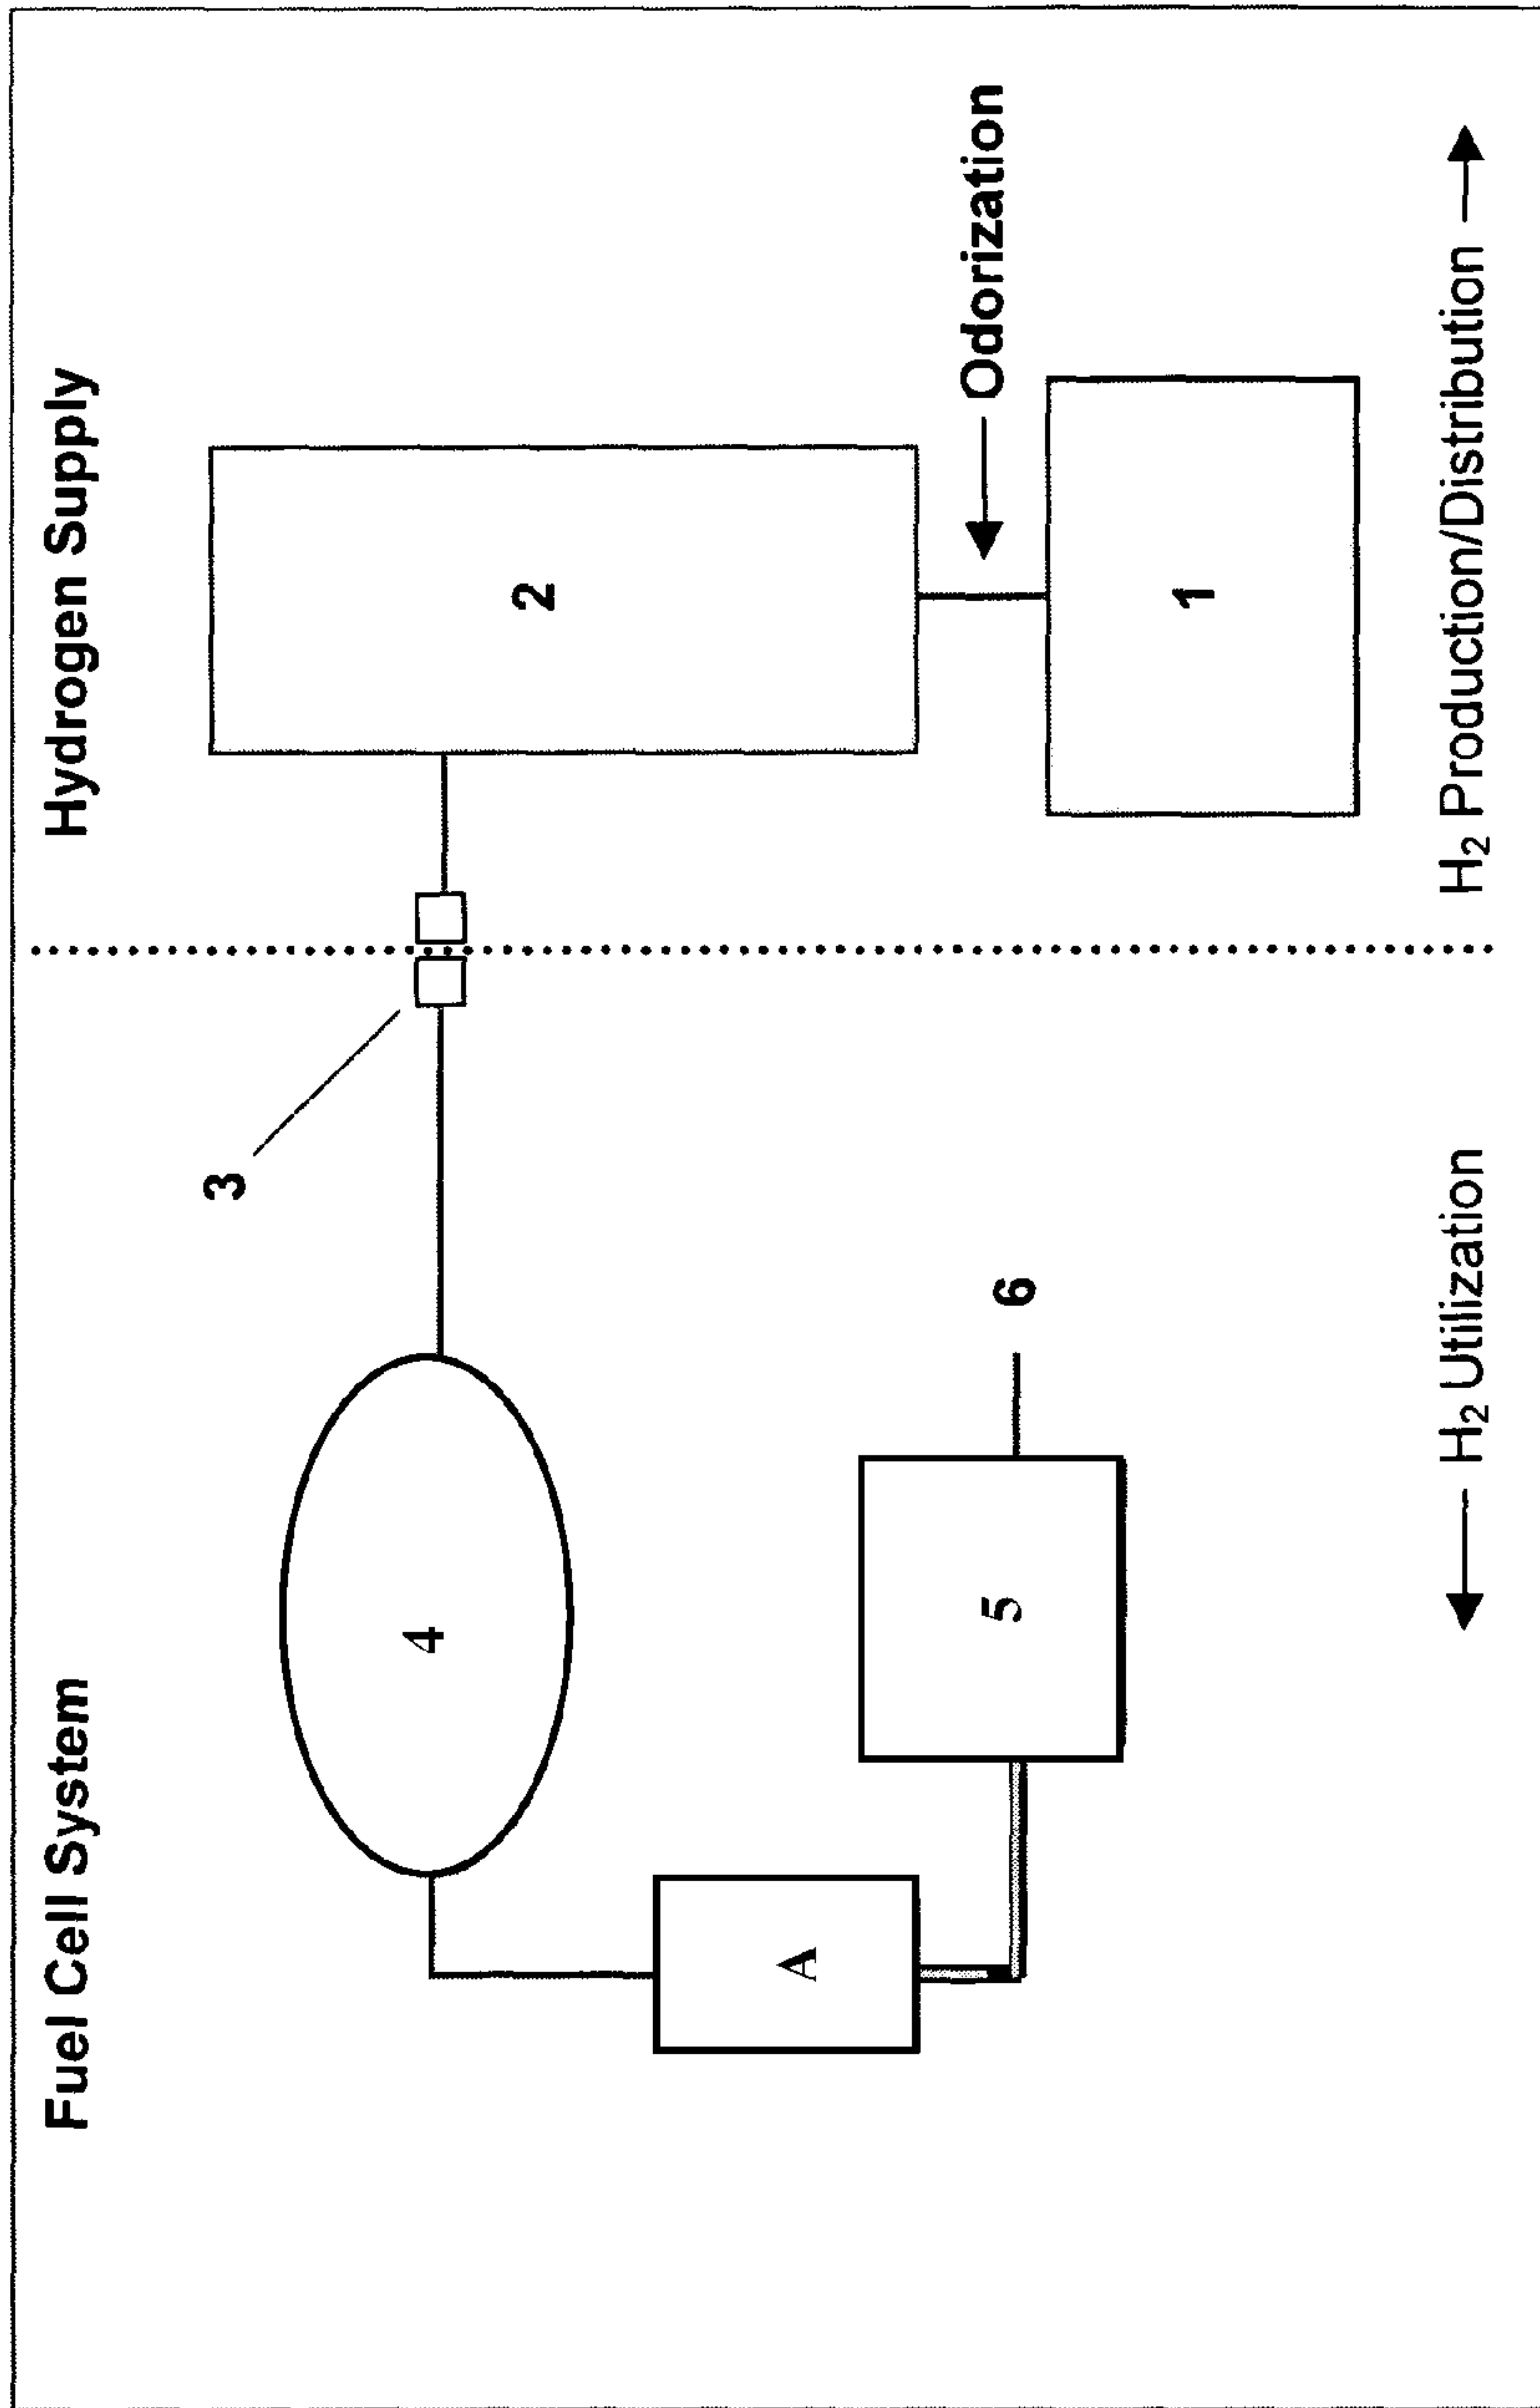 Fuel Cell System
Hydrogen Supply
3
4
2
A
5
6
Odorization
1
H₂ Utilization
H₂ Production/Distribution